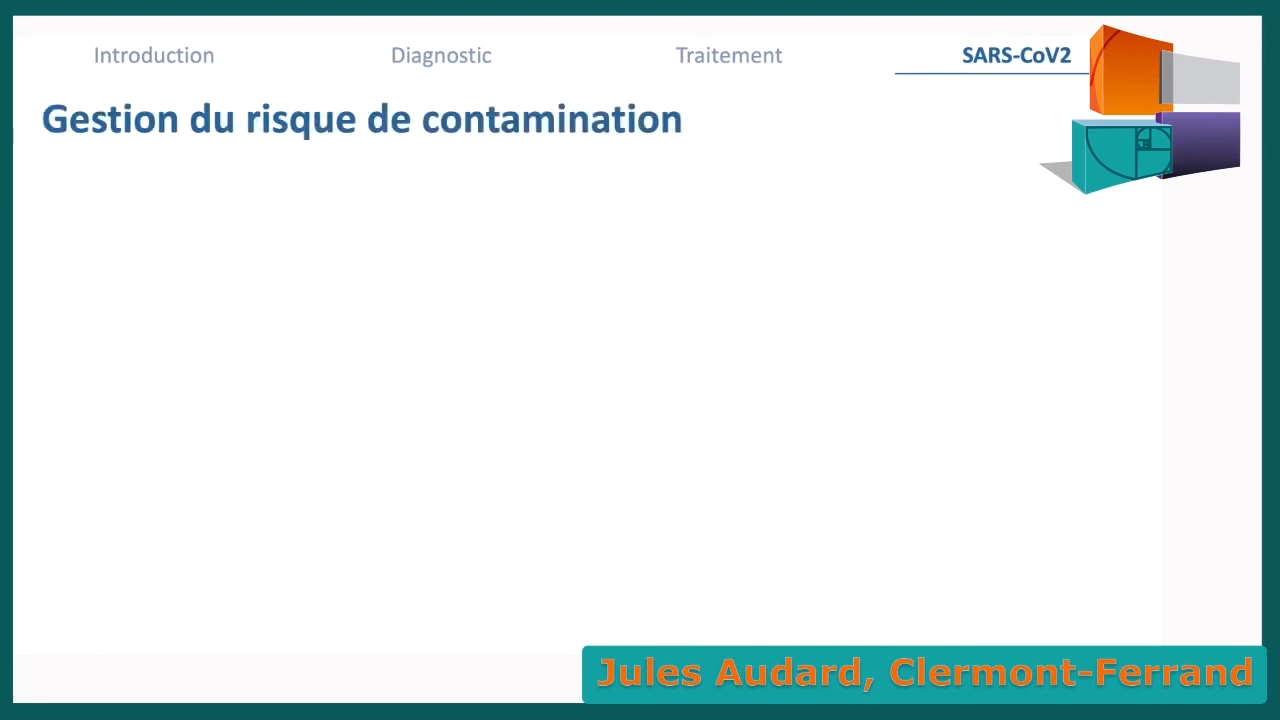 Introduction Diagnostic Traitement SARS-CoV2
Gestion du risque de contamination
Jules Audard, Clermont-Ferrand